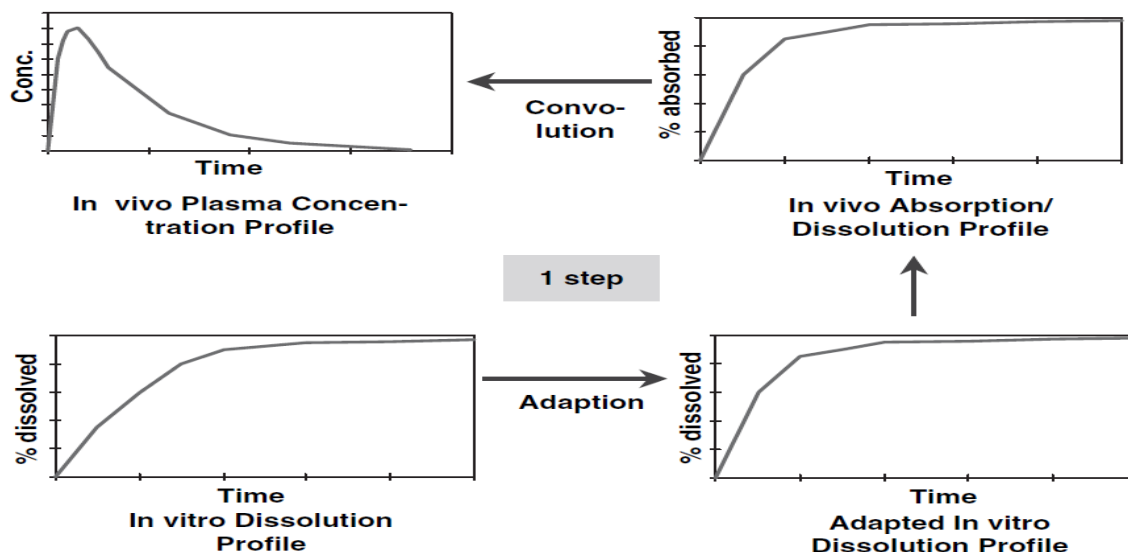 Conc.
Time
In vivo Plasma Concen-
tration Profile
Convo-
lution
% absorbed
Time
In vivo Absorption/
Dissolution Profile
1 step
% dissolved
Time
In vitro Dissolution
Profile
Adaption
% dissolved
Time
Adapted In vitro
Dissolution Profile